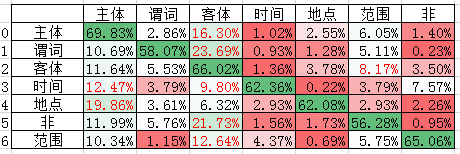 主体 谓词 客体 时间 地点 范围 非
0 主体 69.83% 2.86% 16.30% 1.02% 2.55% 6.05% 1.40%
1 谓词 10.69% 58.07% 23.69% 0.93% 1.28% 5.11% 0.23%
2 客体 11.64% 5.53% 66.02% 1.36% 3.78% 8.17% 3.50%
3 时间 12.47% 3.79% 9.80% 62.36% 0.22% 3.79% 7.57%
4 地点 19.86% 3.61% 6.32% 2.93% 62.08% 2.93% 2.26%
5 非 11.99% 5.76% 21.73% 1.56% 1.73% 56.28% 0.95%
6 范围 10.34% 1.15% 12.64% 4.37% 0.69% 5.75% 65.06%